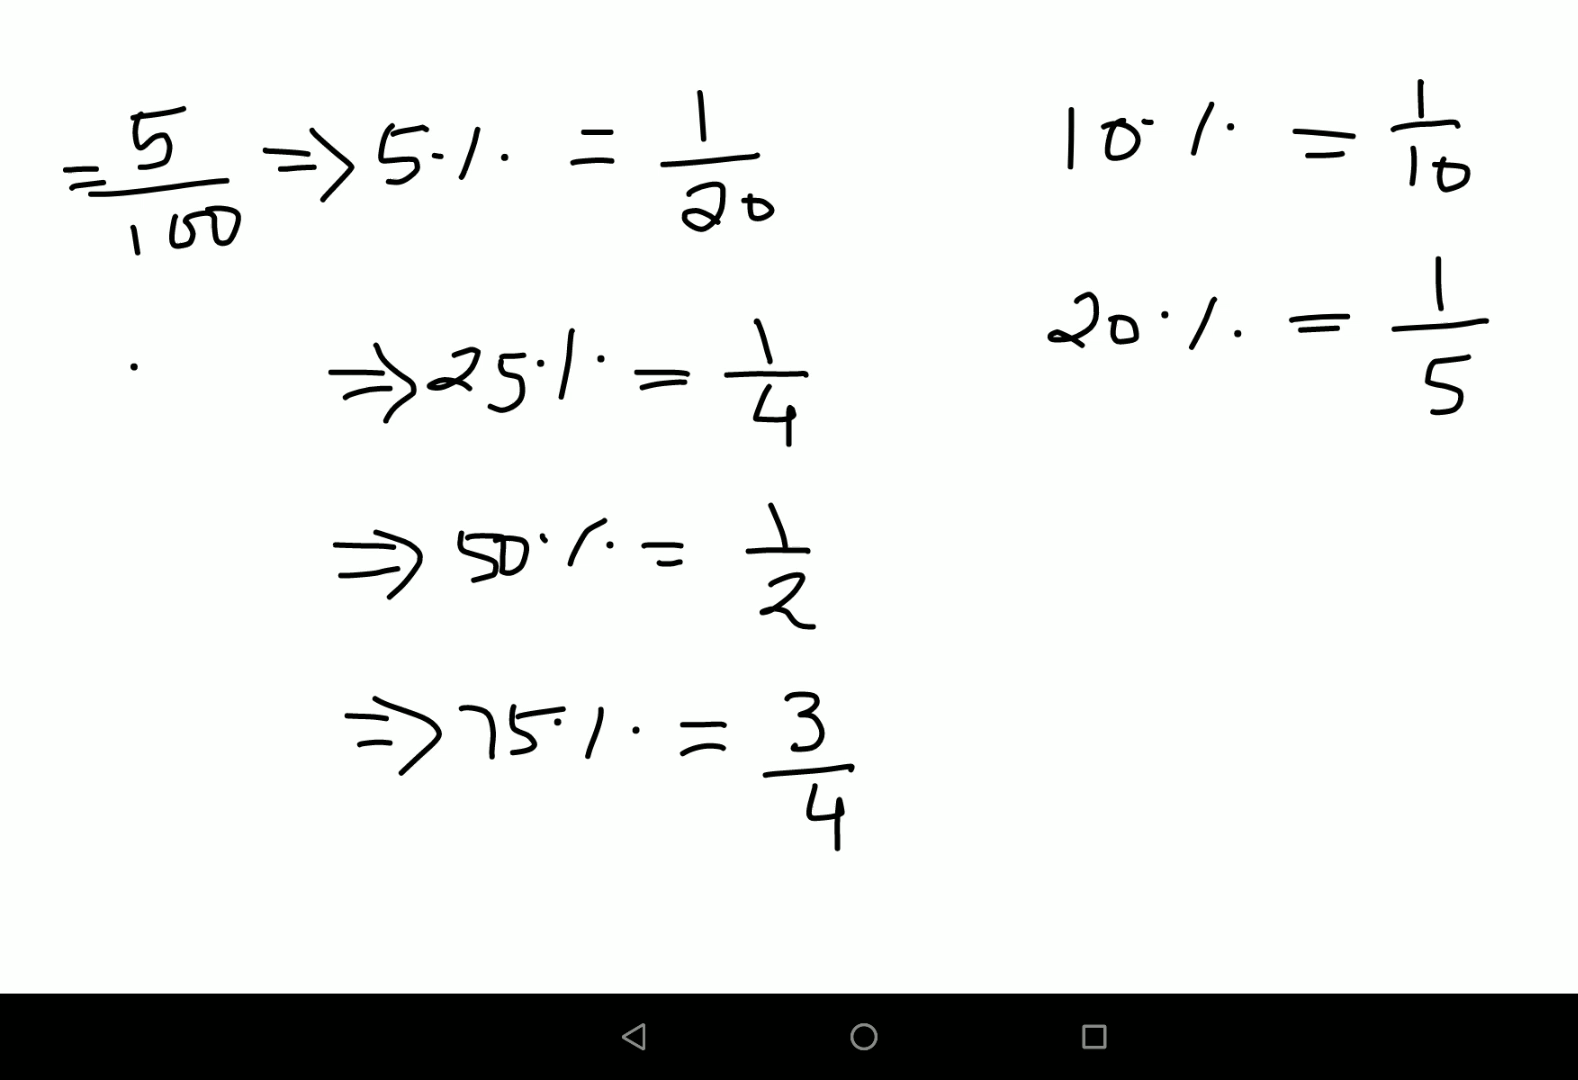 = 5/100 ⇒ 5% = 1/20
⇒ 25% = 1/4
⇒ 50% = 1/2
⇒ 75% = 3/4
10% = 1/10
20% = 1/5